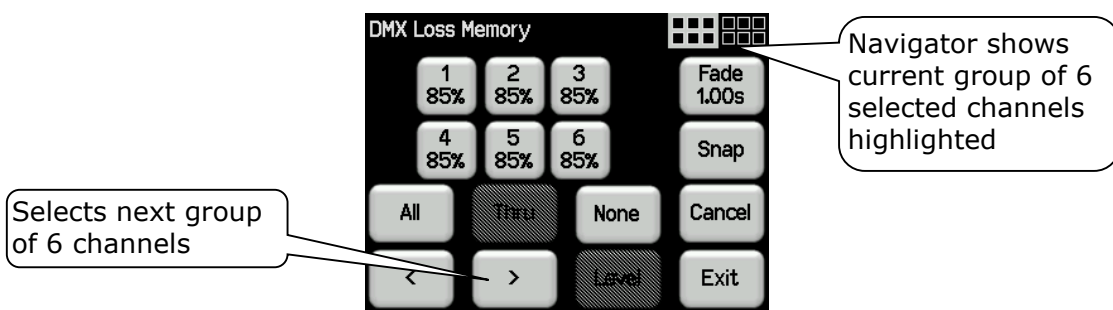 DMX Loss Memory
1 2 3 Fade
85% 85% 85% 1.00s
4 5 6 Snap
85% 85% 85%
All Thru None Cancel
< > Level Exit
Navigator shows
current group of 6
selected channels
highlighted
Selects next group
of 6 channels